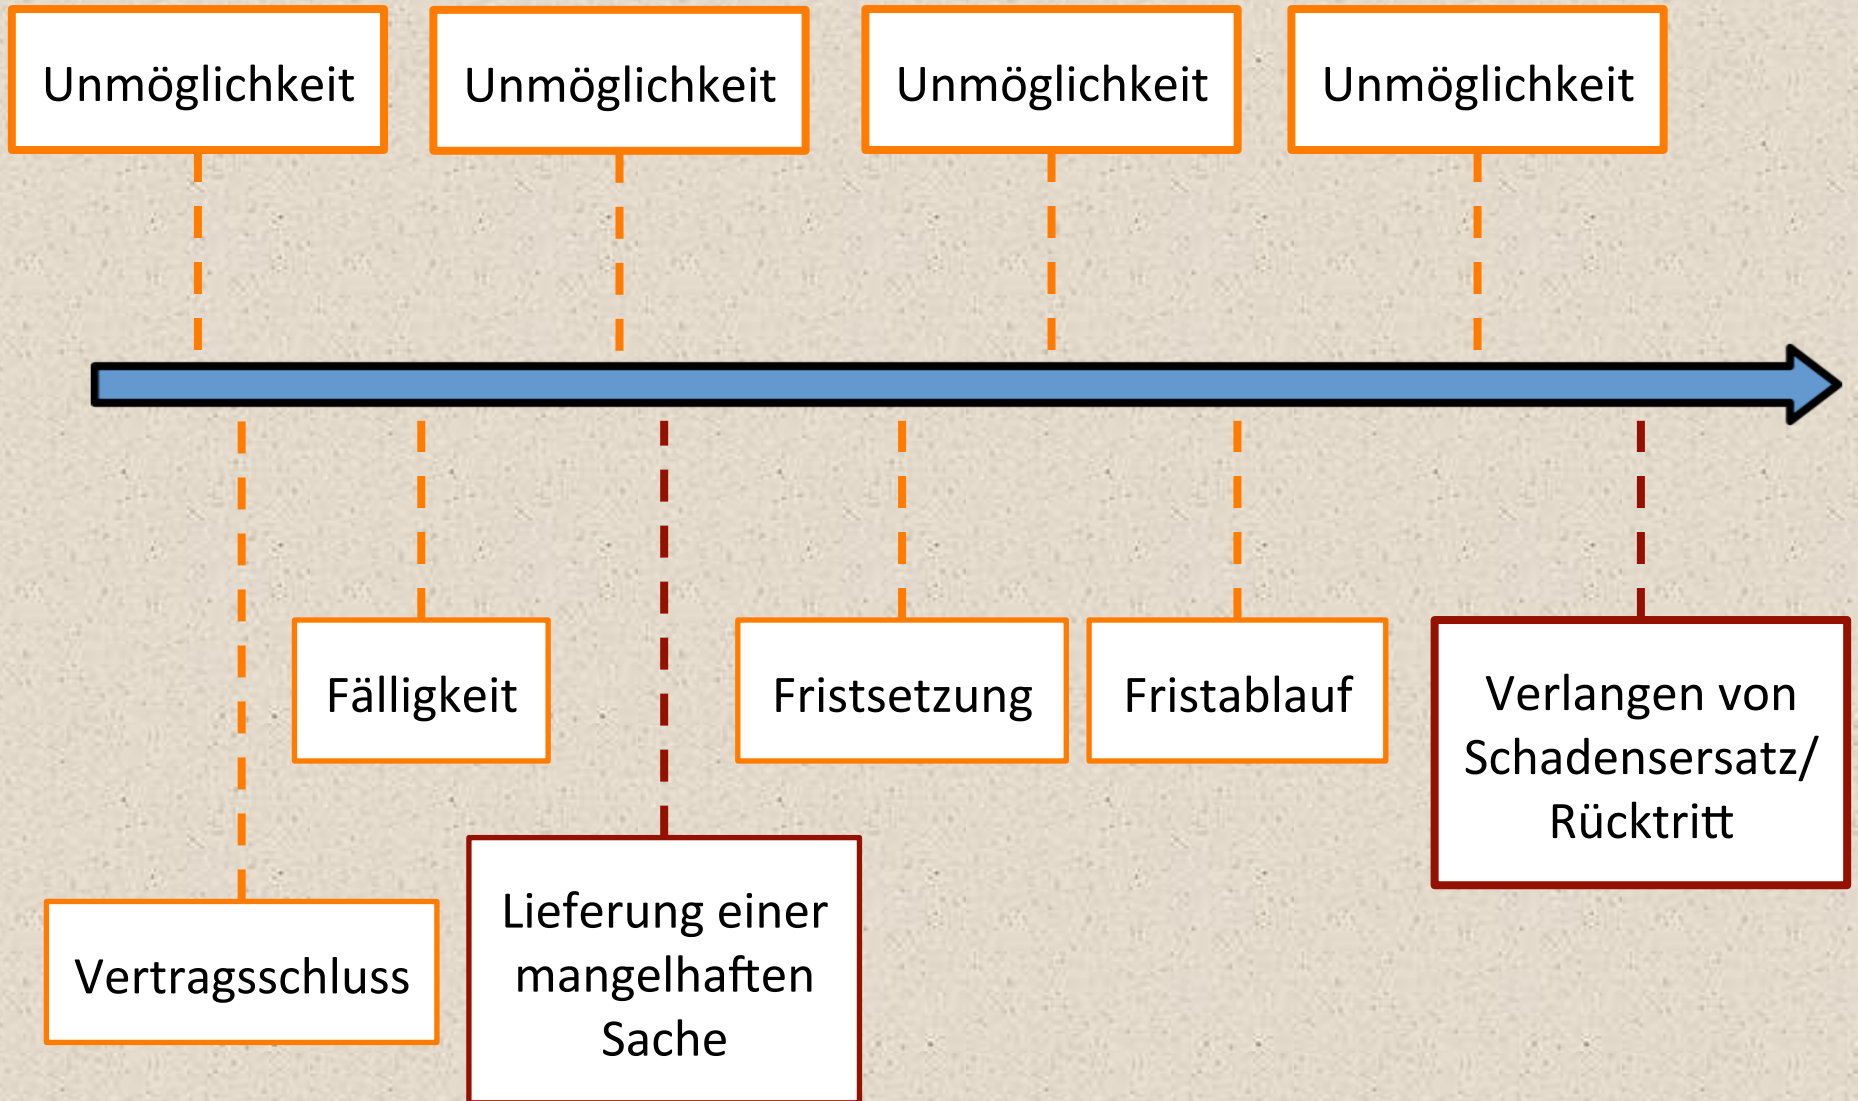 Unmöglichkeit
Unmöglichkeit
Unmöglichkeit
Unmöglichkeit
Fälligkeit
Fristsetzung
Fristablauf
Verlangen von
Schadensersatz/
Rücktritt
Vertragsschluss
Lieferung einer
mangelhaften
Sache